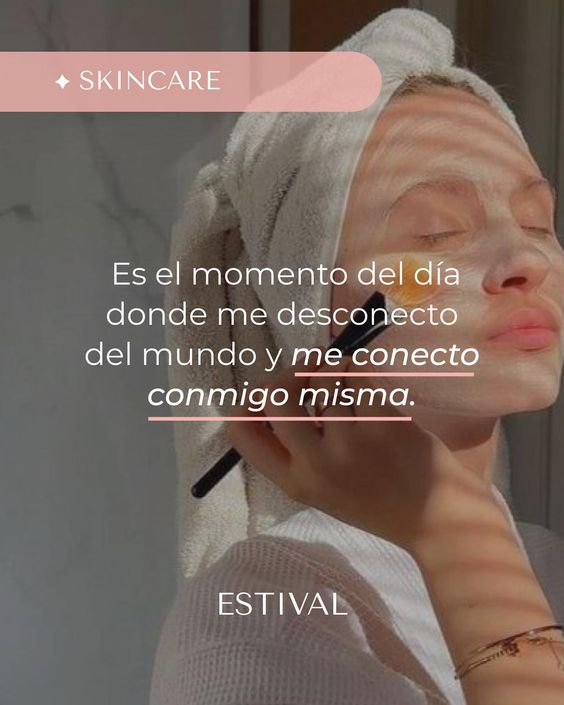 ✦ SKINCARE
Es el momento del día
donde me desconecto
del mundo y me conecto
conmigo misma.
ESTIVAL